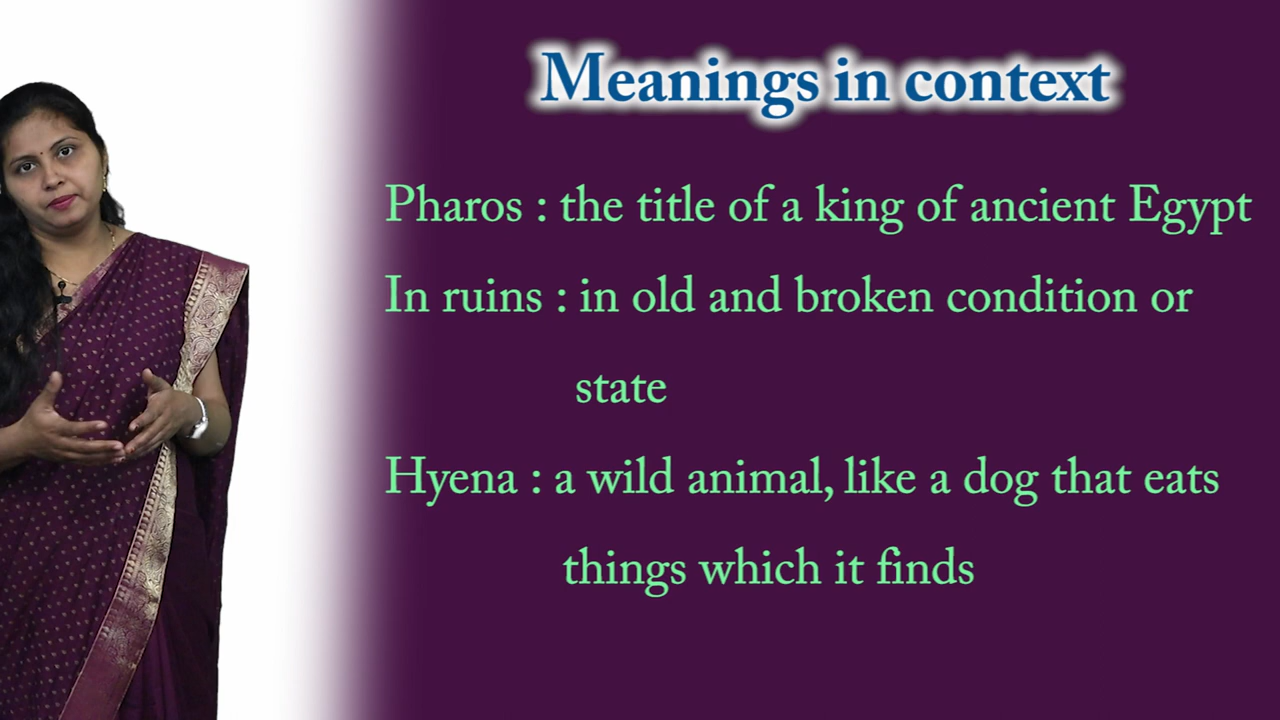 Meanings in context
Pharos : the title of a king of ancient Egypt
In ruins : in old and broken condition or
state
Hyena : a wild animal, like a dog that eats
things which it finds